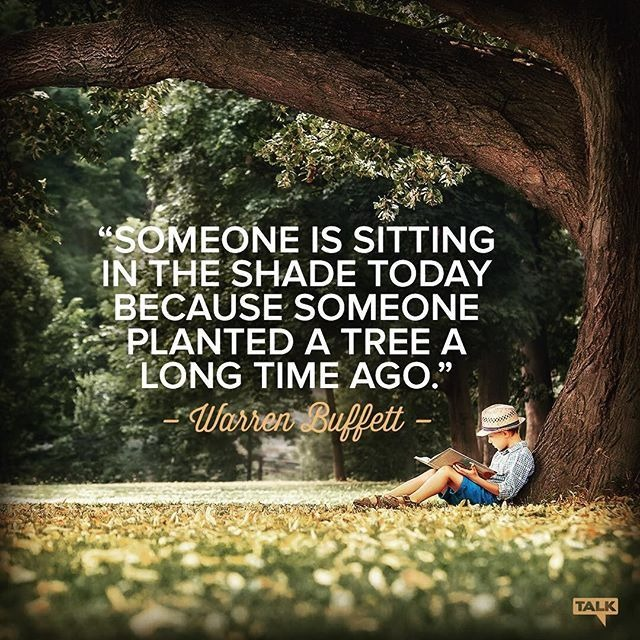 “SOMEONE IS SITTING
IN THE SHADE TODAY
BECAUSE SOMEONE
PLANTED A TREE A
LONG TIME AGO.”
– Warren Buffett –
TALK